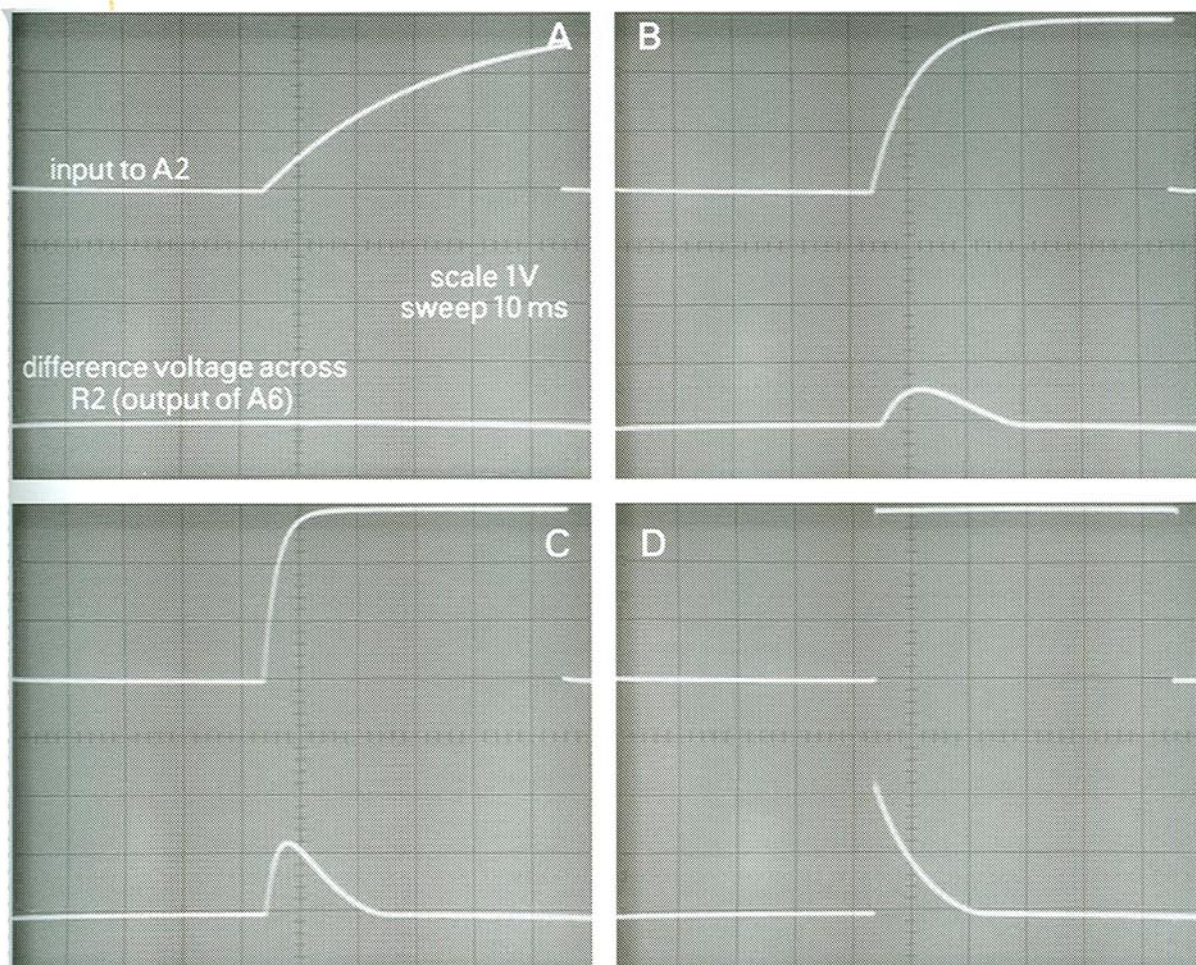 A
B
input to A2
scale 1V
sweep 10 ms
difference voltage across
R2 (output of A6)
C
D